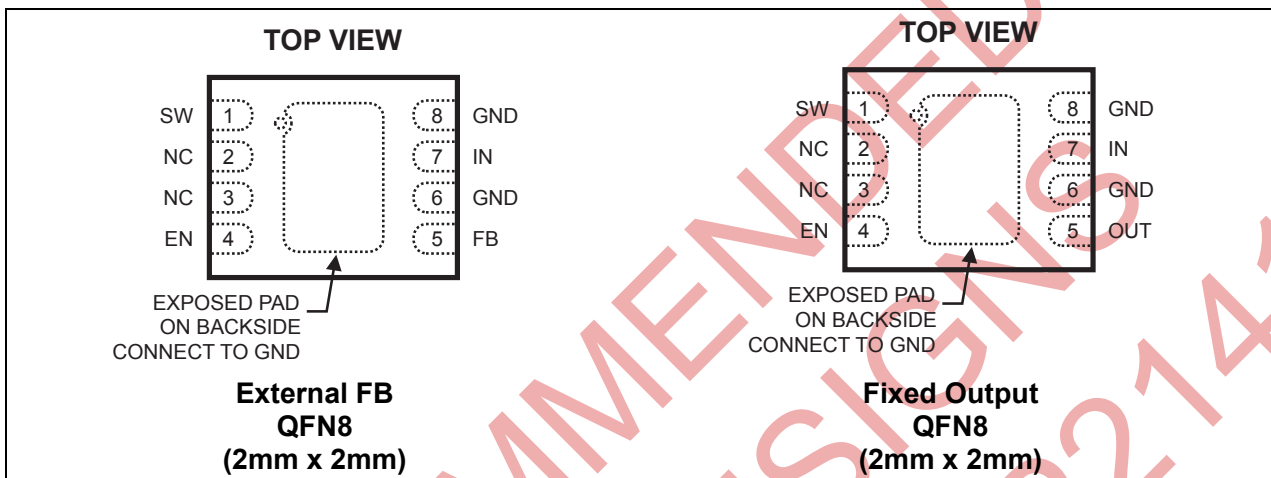 TOP VIEW
SW 1 8 GND
NC 2 7 IN
NC 3 6 GND
EN 4 5 FB
EXPOSED PAD
ON BACKSIDE
CONNECT TO GND
External FB
QFN8
(2mm x 2mm)
TOP VIEW
SW 1 8 GND
NC 2 7 IN
NC 3 6 GND
EN 4 5 OUT
EXPOSED PAD
ON BACKSIDE
CONNECT TO GND
Fixed Output
QFN8
(2mm x 2mm)